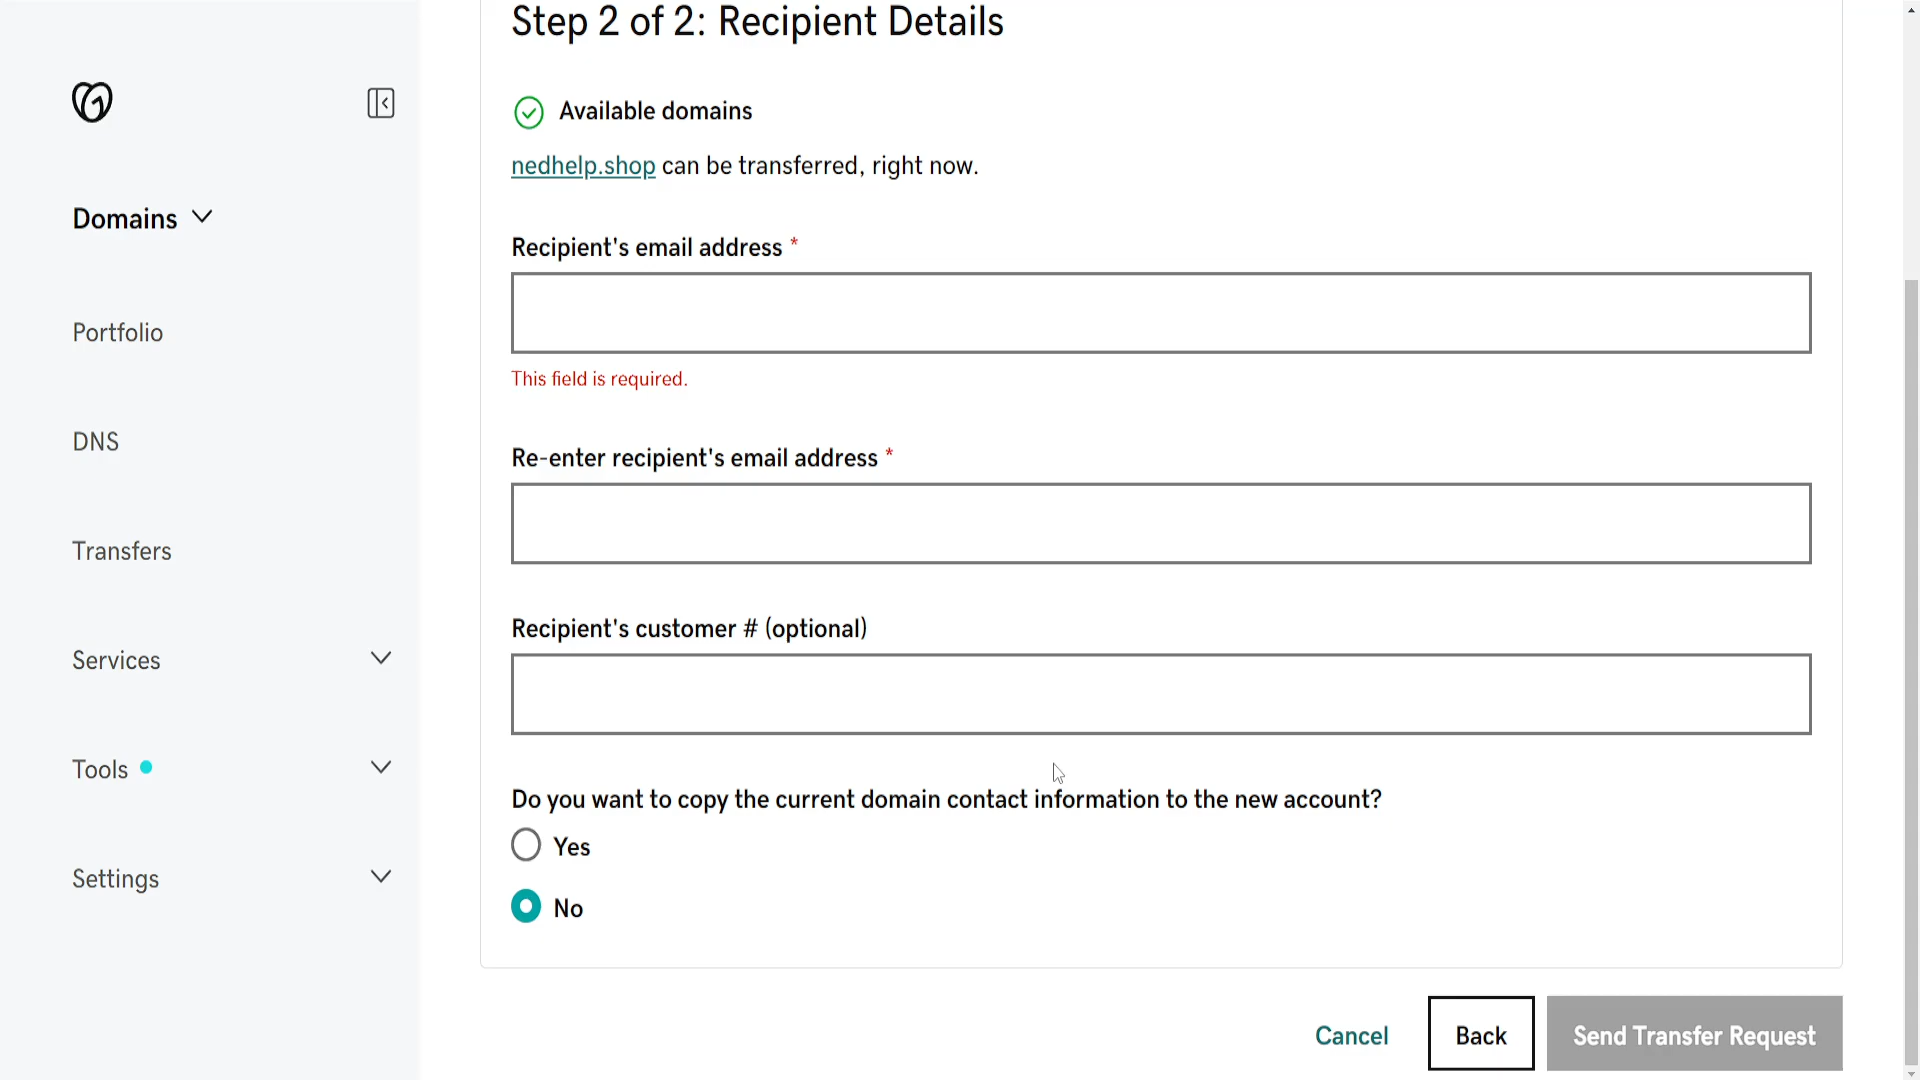 Step 2 of 2: Recipient Details
Available domains
nedhelp.shop can be transferred, right now.
Domains
Portfolio
DNS
Transfers
Services
Tools
Settings
Recipient's email address *
This field is required.
Re-enter recipient's email address *
Recipient's customer # (optional)
Do you want to copy the current domain contact information to the new account?
Yes
No
Cancel
Back
Send Transfer Request